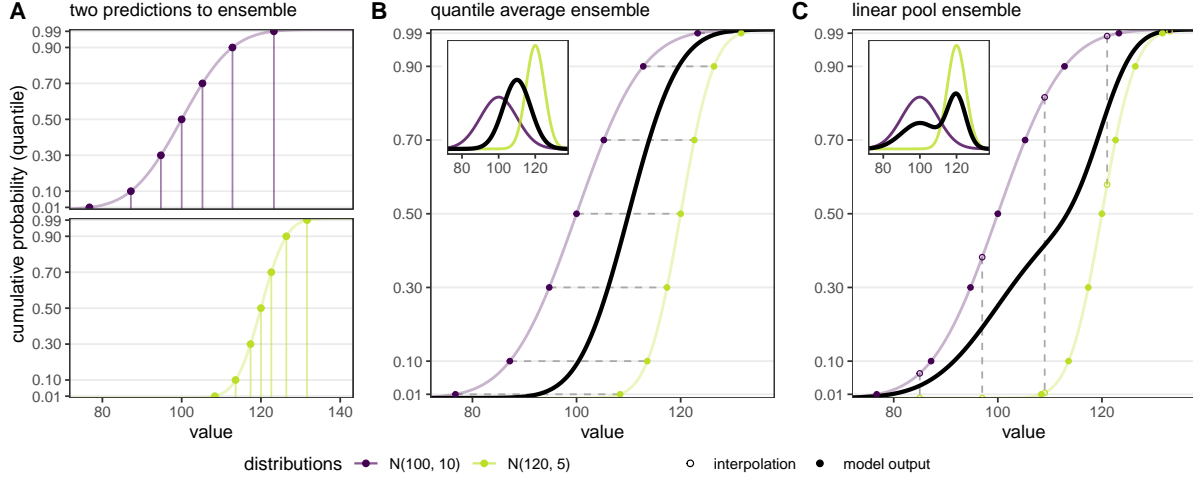 A two predictions to ensemble
B quantile average ensemble
C linear pool ensemble
cumulative probability (quantile)
0.99
0.90
0.70
0.50
0.30
0.10
0.01
0.99
0.90
0.70
0.50
0.30
0.10
0.01
80 100 120 140
value
0.99
0.90
0.70
0.50
0.30
0.10
0.01
80 100 120
80 100 120
value
0.99
0.90
0.70
0.50
0.30
0.10
0.01
80 100 120
80 100 120
value
distributions N(100, 10) N(120, 5) interpolation model output